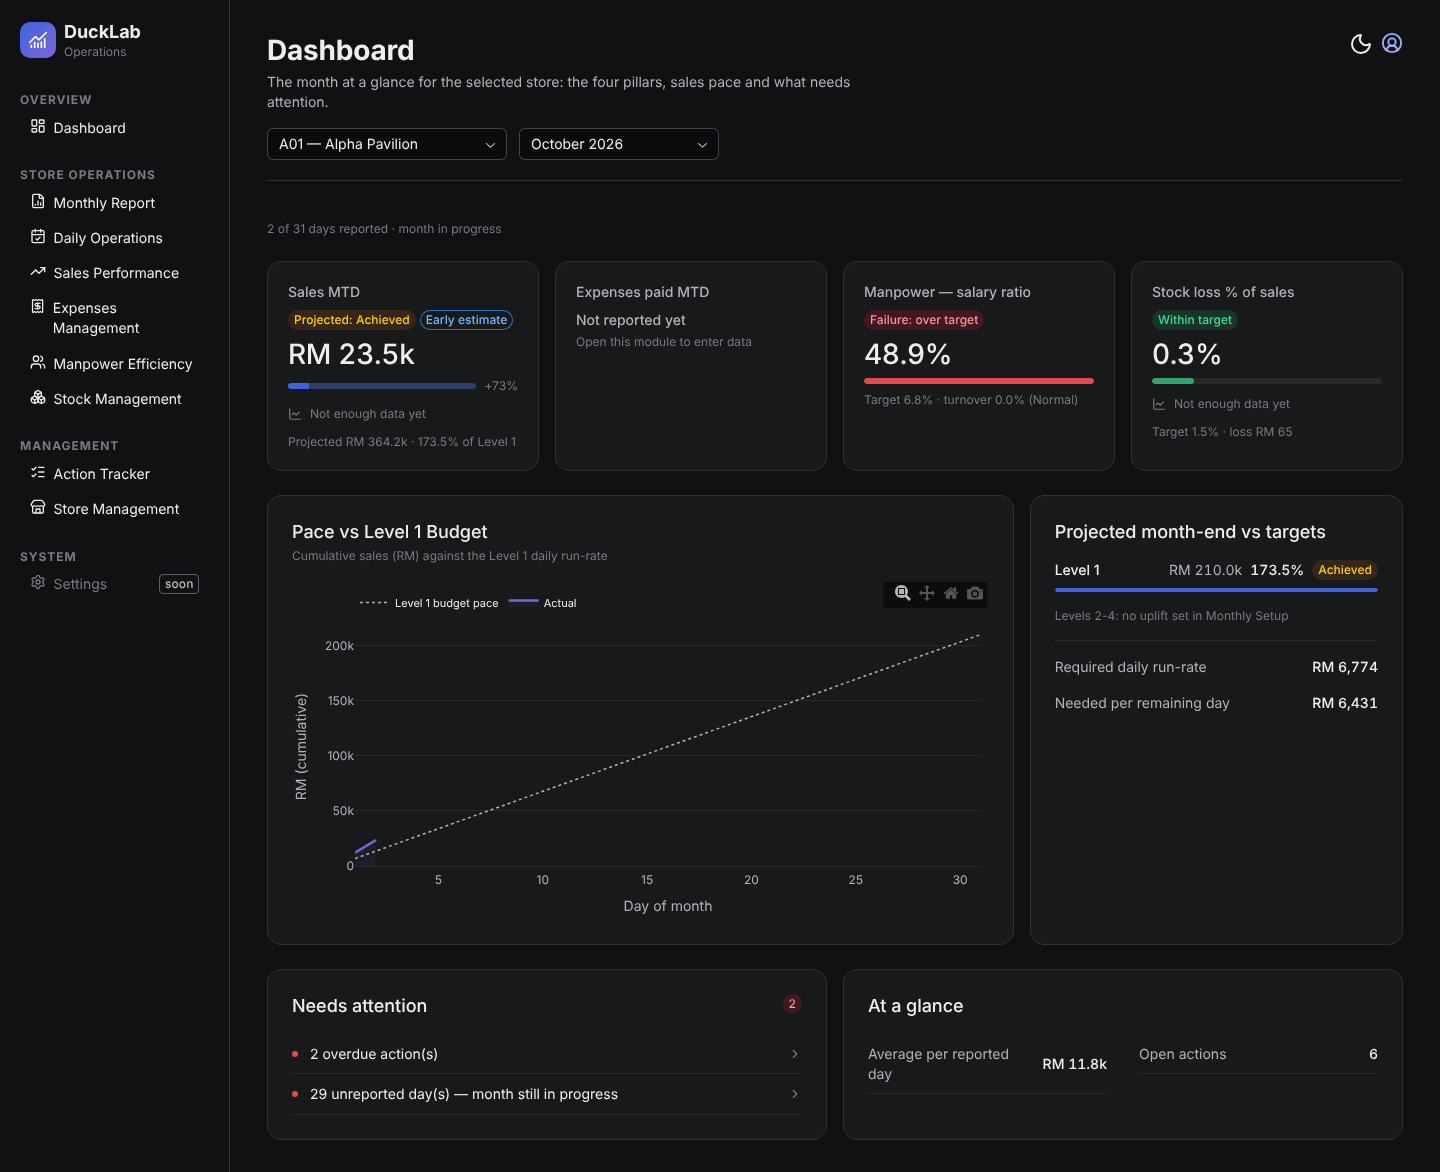 DuckLab
Operations
OVERVIEW
Dashboard
STORE OPERATIONS
Monthly Report
Daily Operations
Sales Performance
Expenses
Management
Manpower Efficiency
Stock Management
MANAGEMENT
Action Tracker
Store Management
SYSTEM
Settings soon
Dashboard
The month at a glance for the selected store: the four pillars, sales pace and what needs
attention.
A01 — Alpha Pavilion
October 2026
2 of 31 days reported · month in progress
Sales MTD
Projected: Achieved Early estimate
RM 23.5k
+73%
Not enough data yet
Projected RM 364.2k · 173.5% of Level 1
Expenses paid MTD
Not reported yet
Open this module to enter data
Manpower — salary ratio
Failure: over target
48.9%
Target 6.8% · turnover 0.0% (Normal)
Stock loss % of sales
Within target
0.3%
Not enough data yet
Target 1.5% · loss RM 65
Pace vs Level 1 Budget
Cumulative sales (RM) against the Level 1 daily run-rate
Level 1 budget pace Actual
200k
150k
100k
50k
0
RM (cumulative)
5 10 15 20 25 30
Day of month
Projected month-end vs targets
Level 1 RM 210.0k 173.5% Achieved
Levels 2-4: no uplift set in Monthly Setup
Required daily run-rate RM 6,774
Needed per remaining day RM 6,431
Needs attention 2
2 overdue action(s)
29 unreported day(s) — month still in progress
At a glance
Average per reported
day
RM 11.8k
Open actions 6